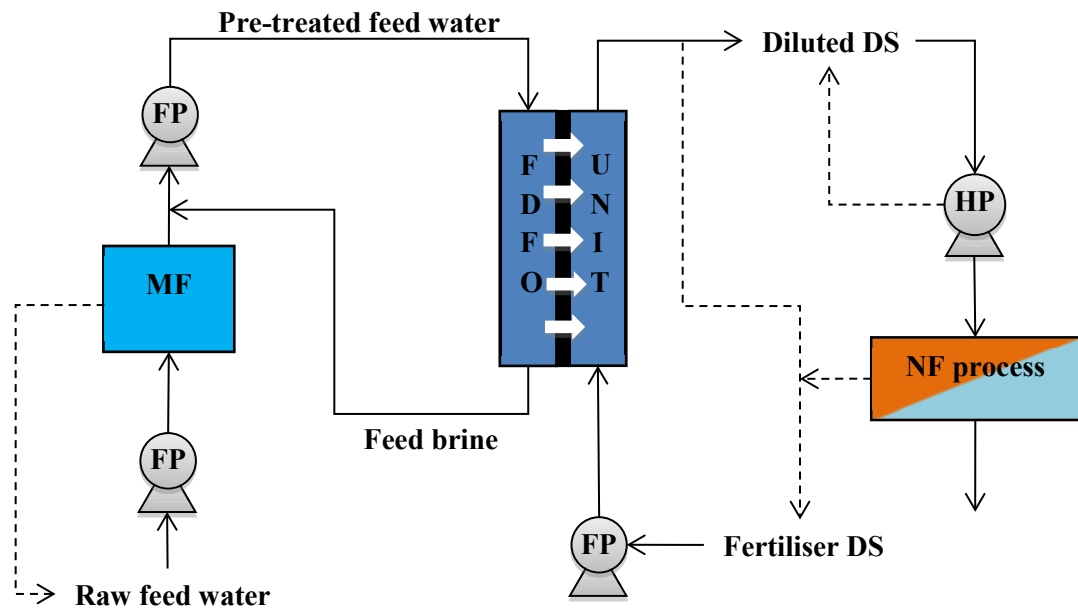 Pre-treated feed water
Diluted DS
FP
F U
D N
F I
O T
HP
MF
NF process
Feed brine
FP
FP
Fertiliser DS
Raw feed water